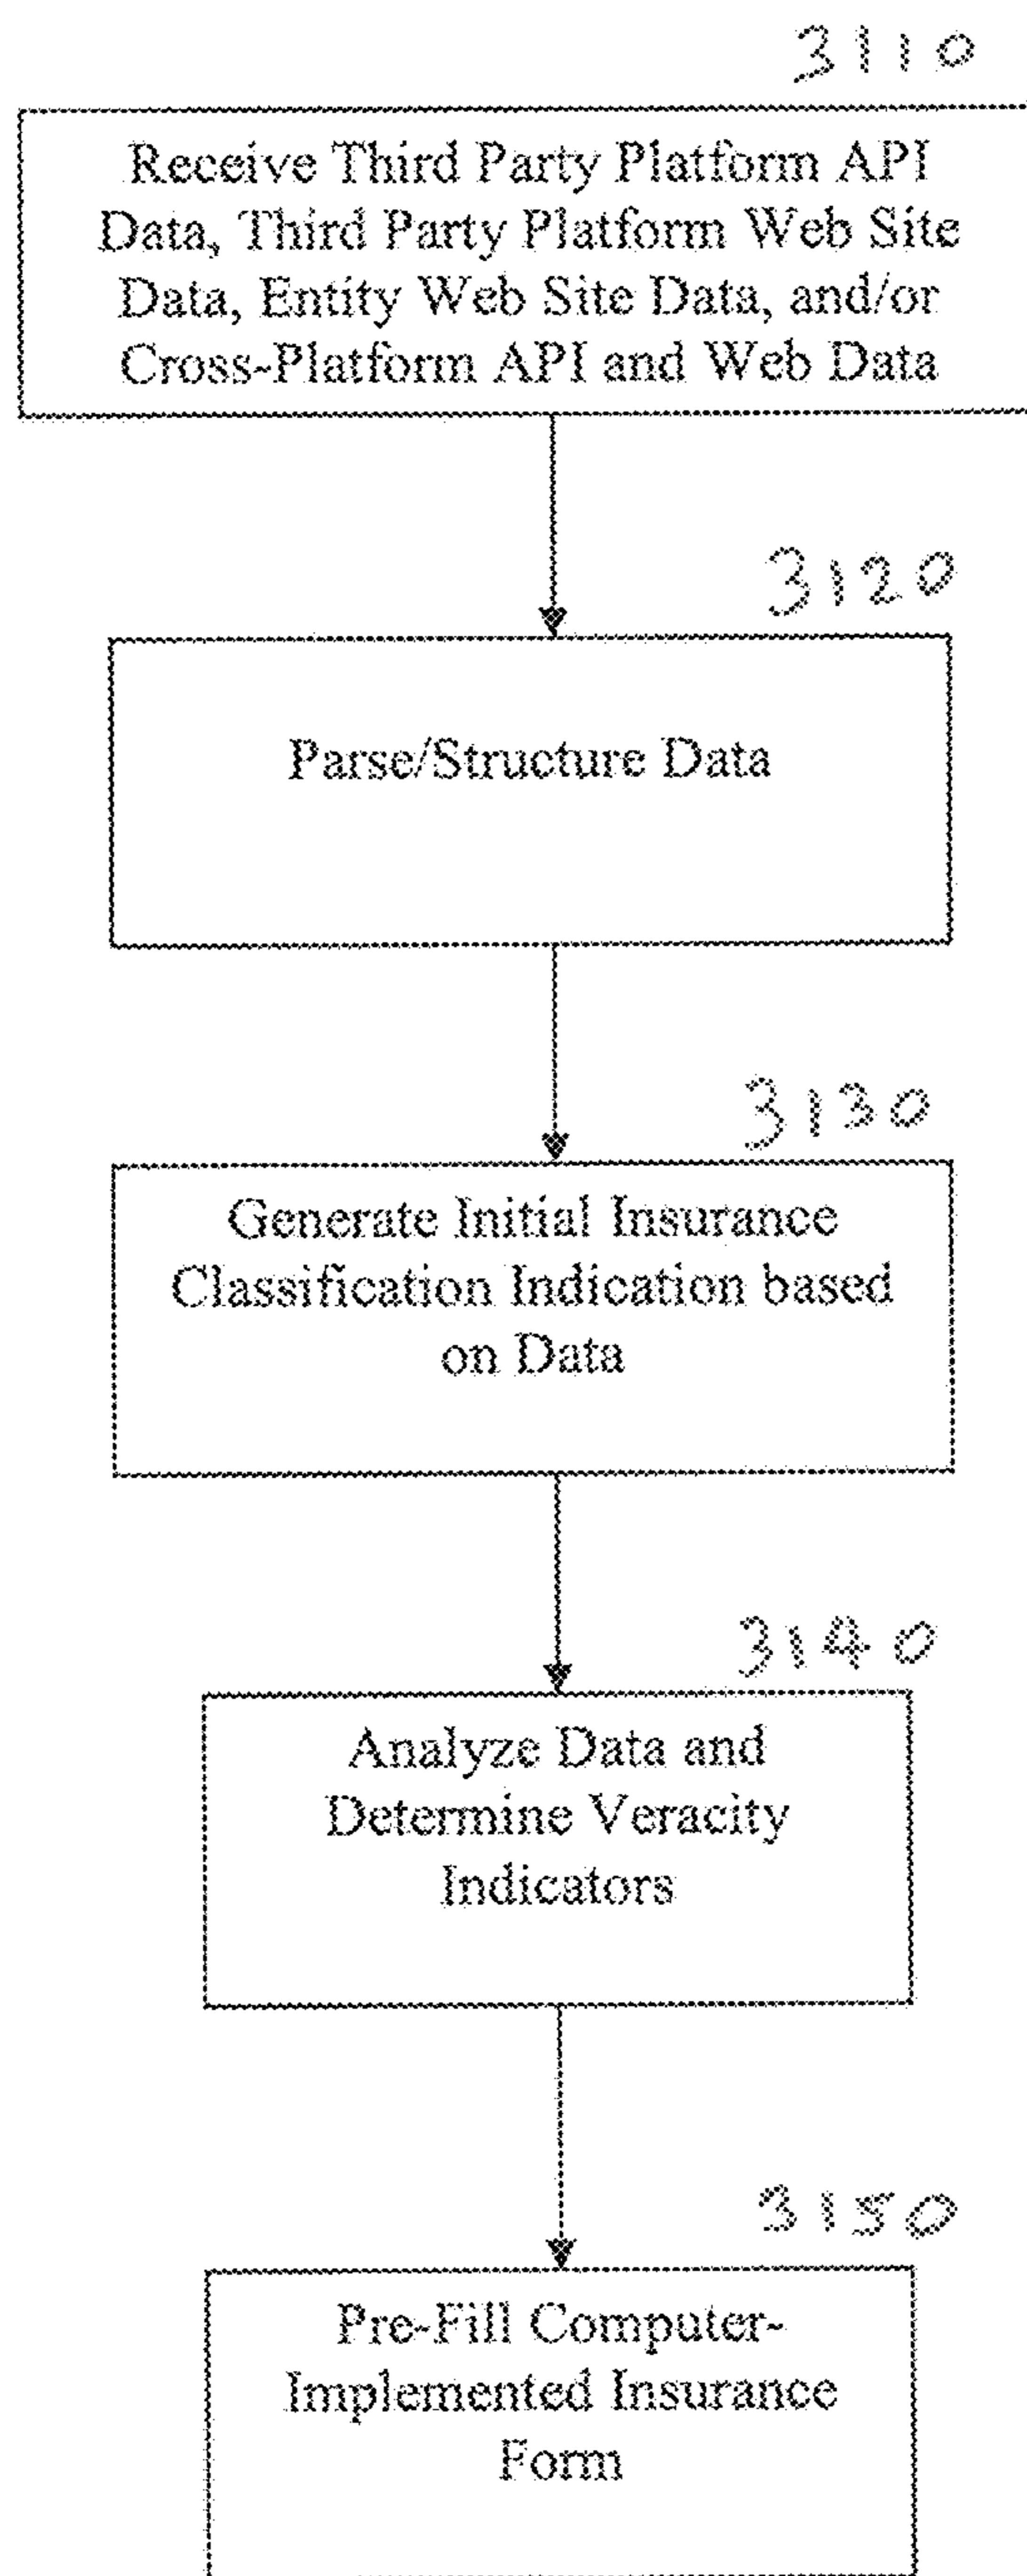 3110
Receive Third Party Platform API
Data, Third Party Platform Web Site
Data, Entity Web Site Data, and/or
Cross-Platform API and Web Data
3120
Parse/Structure Data
3130
Generate Initial Insurance
Classification Indication based
on Data
3140
Analyze Data and
Determine Veracity
Indicators
3150
Pre-Fill Computer-
Implemented Insurance
Form